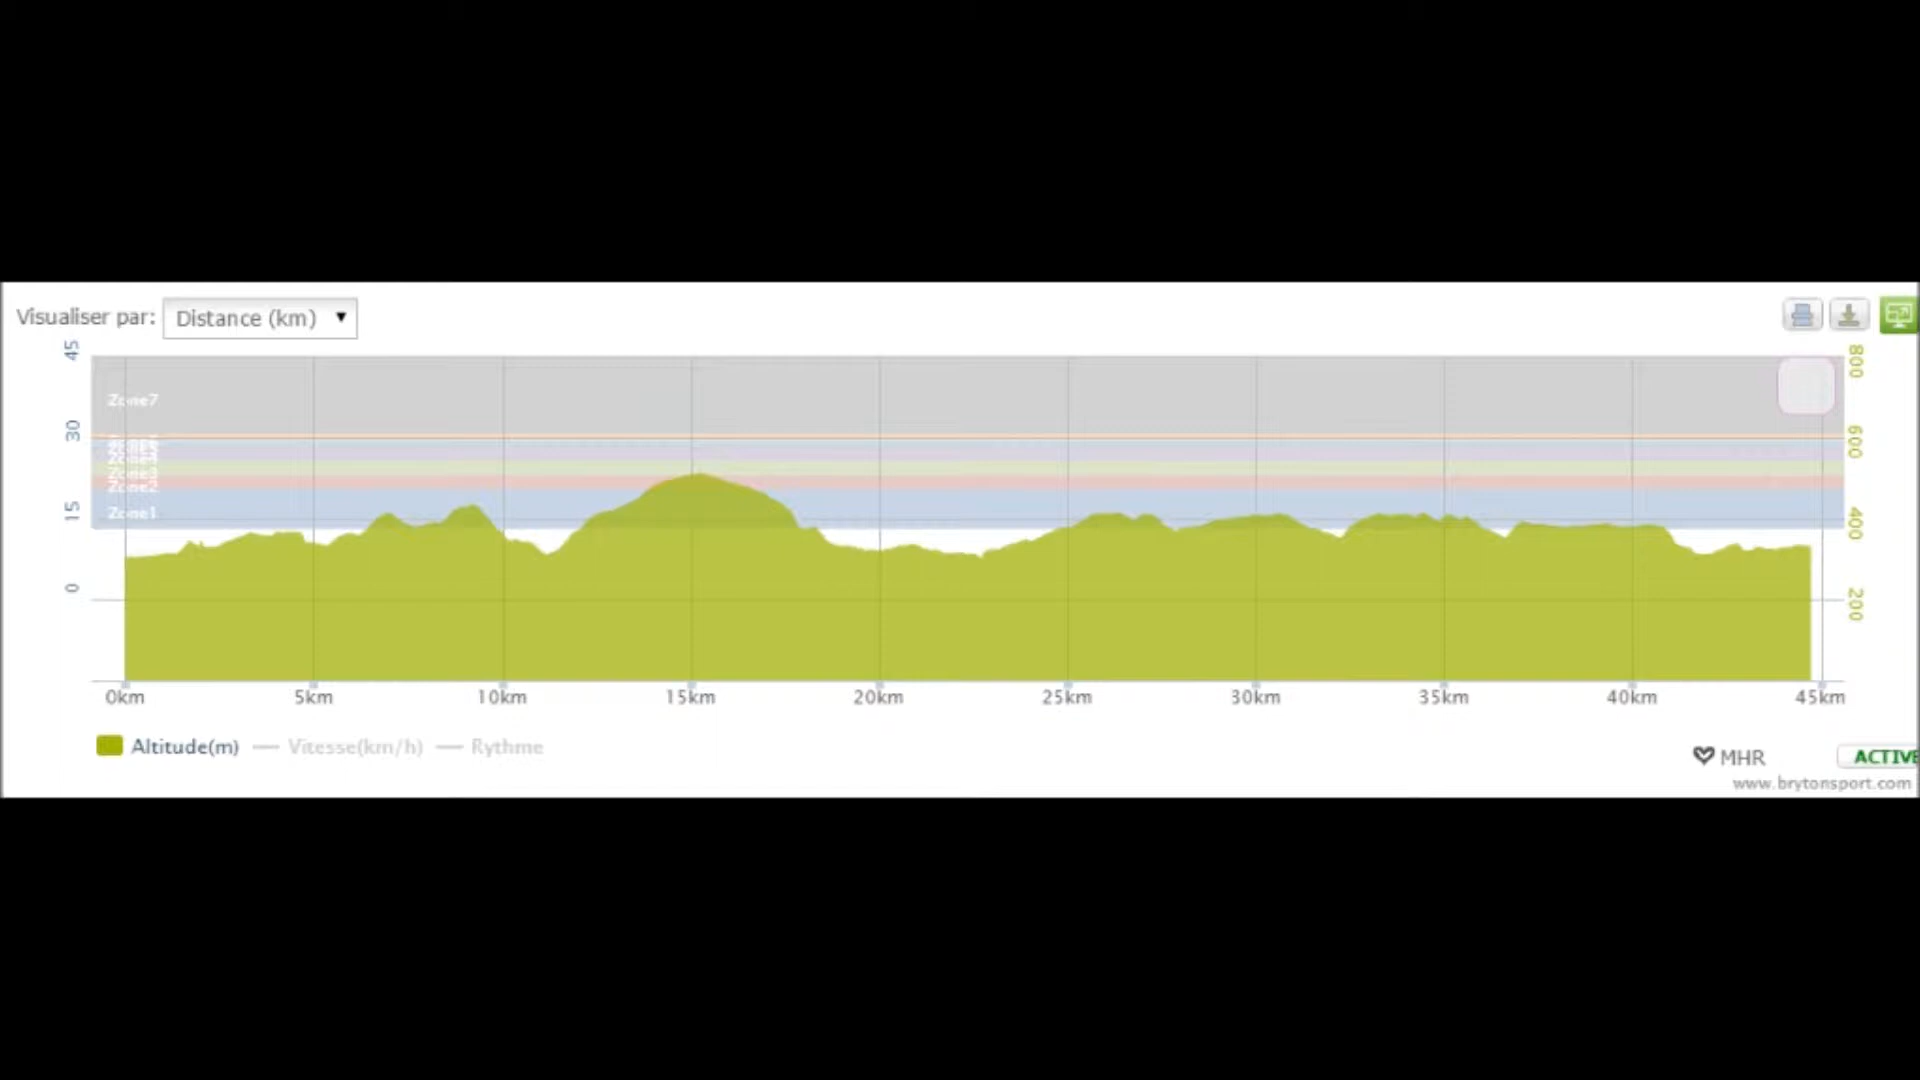 Visualiser par: Distance (km)
45
30
15
0
Zone7
Zone1
800
600
400
200
0km 5km 10km 15km 20km 25km 30km 35km 40km 45km
Altitude(m) Vitesse(km/h) Rythme
MHR ACTIVE
www.brytonsport.com